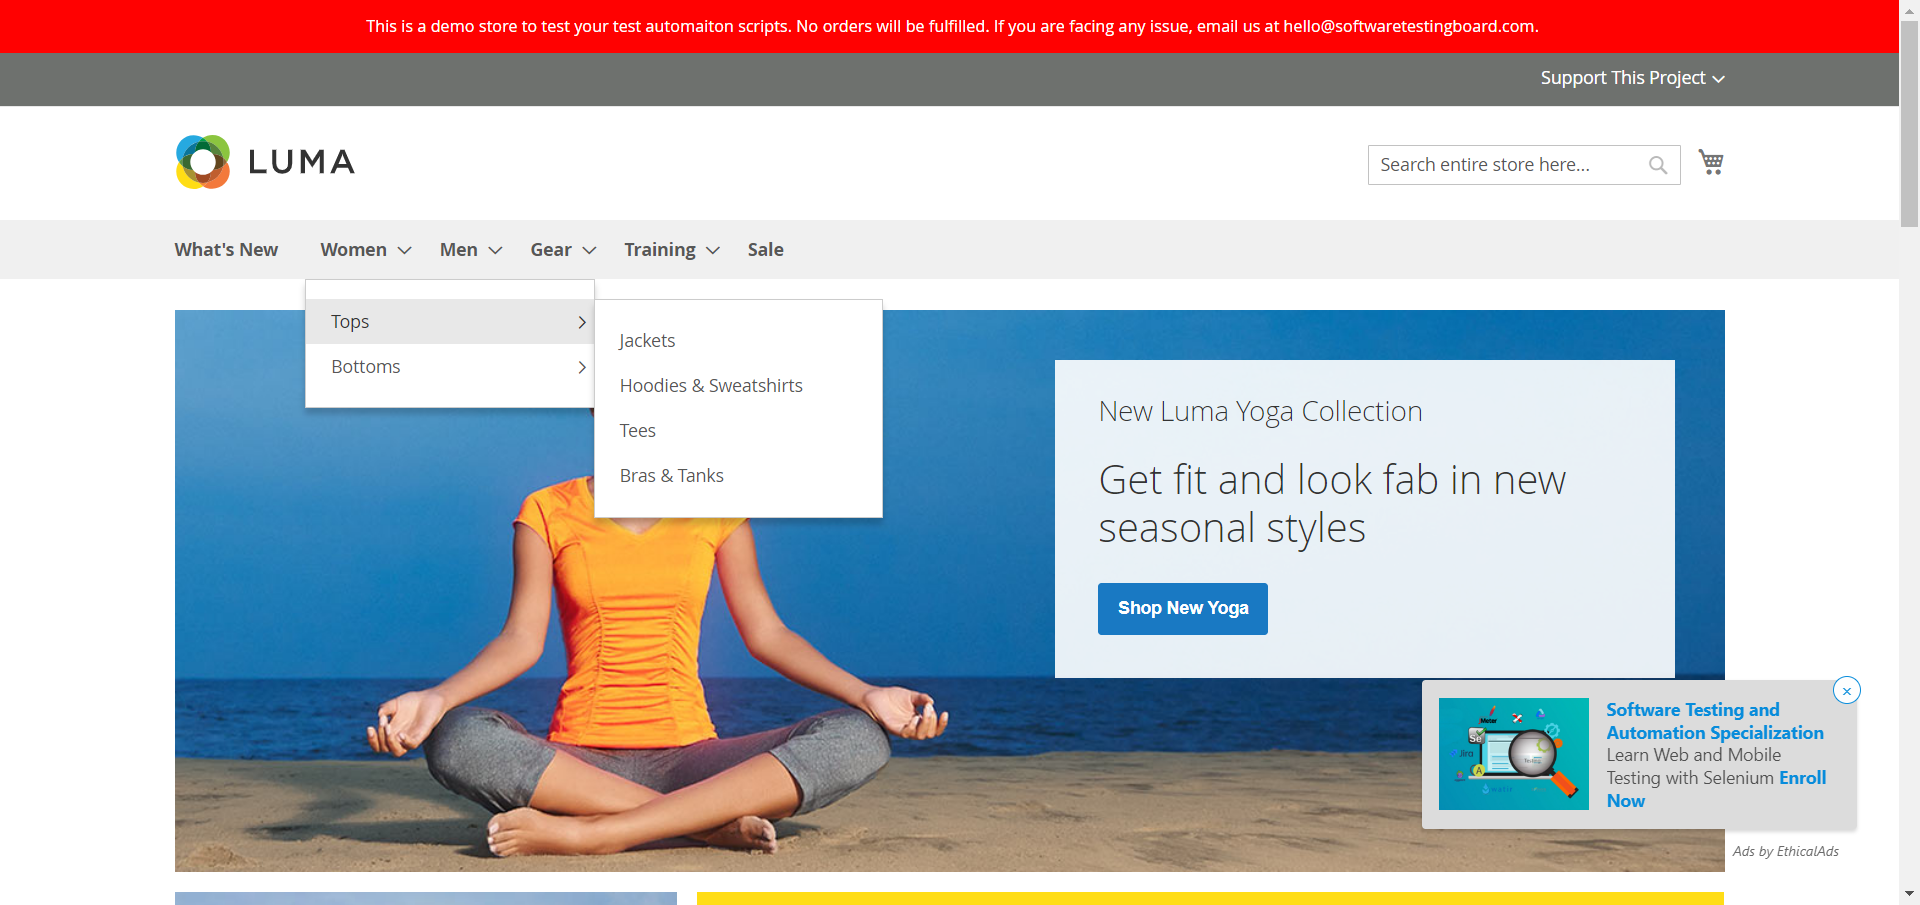 This is a demo store to test your test automaiton scripts. No orders will be fulfilled. If you are facing any issue, email us at hello@softwaretestingboard.com.
Support This Project
LUMA
Search entire store here...
What's New
Women
Men
Gear
Training
Sale
Tops
Bottoms
Jackets
Hoodies & Sweatshirts
Tees
Bras & Tanks
New Luma Yoga Collection
Get fit and look fab in new
seasonal styles
Shop New Yoga
Meter
Se
Jira
A
Software Testing and
Automation Specialization
Learn Web and Mobile
Testing with Selenium Enroll
Now
Ads by EthicalAds